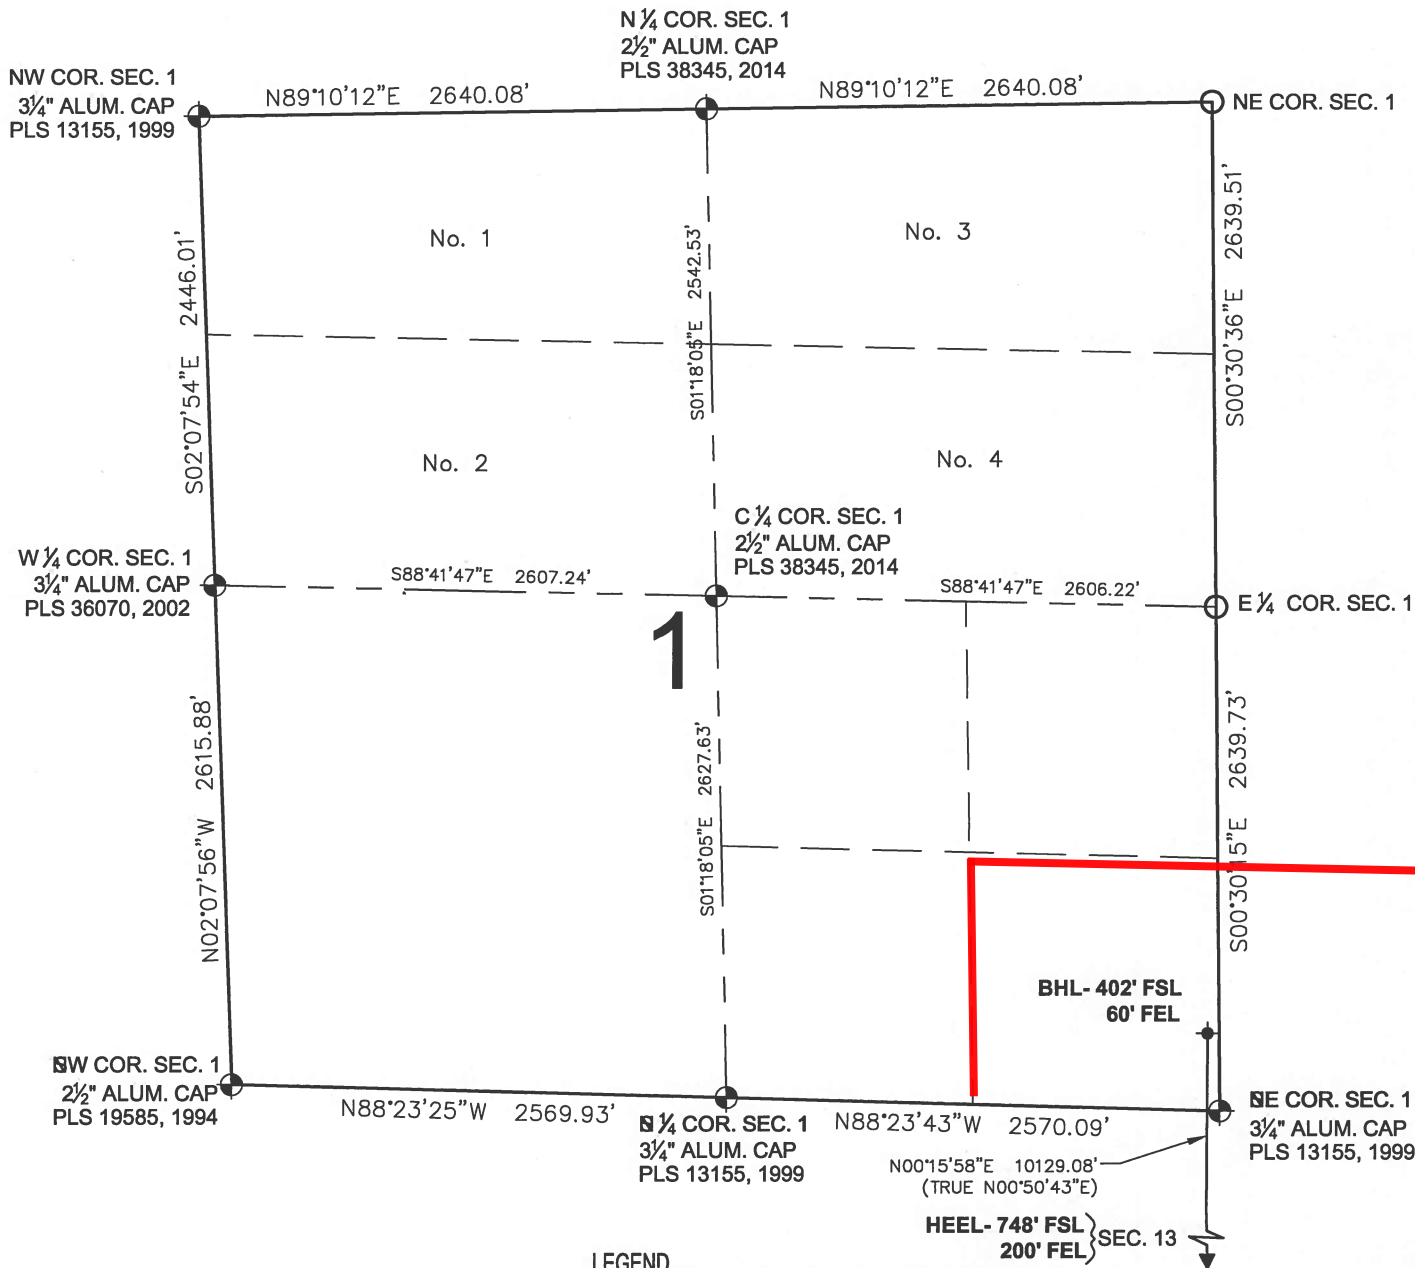 N ¼ COR. SEC. 1
2½" ALUM. CAP
PLS 38345, 2014
NW COR. SEC. 1
3¼" ALUM. CAP
PLS 13155, 1999
N89°10'12"E 2640.08'
N89°10'12"E 2640.08'
NE COR. SEC. 1
S02°07'54"E 2446.01'
No. 1
S01°18'05"E 2542.53'
No. 3
S00°30'36"E 2639.51'
No. 2
No. 4
C ¼ COR. SEC. 1
2½" ALUM. CAP
PLS 38345, 2014
W ¼ COR. SEC. 1
3¼" ALUM. CAP
PLS 36070, 2002
S88°41'47"E 2607.24'
S88°41'47"E 2606.22'
E ¼ COR. SEC. 1
1
N02°07'56"W 2615.88'
S01°18'05"E 2627.63'
S00°30'15"E 2639.73'
BHL- 402' FSL
60' FEL
SW COR. SEC. 1
2½" ALUM. CAP
PLS 19585, 1994
N88°23'25"W 2569.93'
S ¼ COR. SEC. 1
3¼" ALUM. CAP
PLS 13155, 1999
N88°23'43"W 2570.09'
SE COR. SEC. 1
3¼" ALUM. CAP
PLS 13155, 1999
N00°15'58"E 10129.08'
(TRUE N00°50'43"E)
HEEL- 748' FSL
200' FEL
SEC. 13
LEGEND